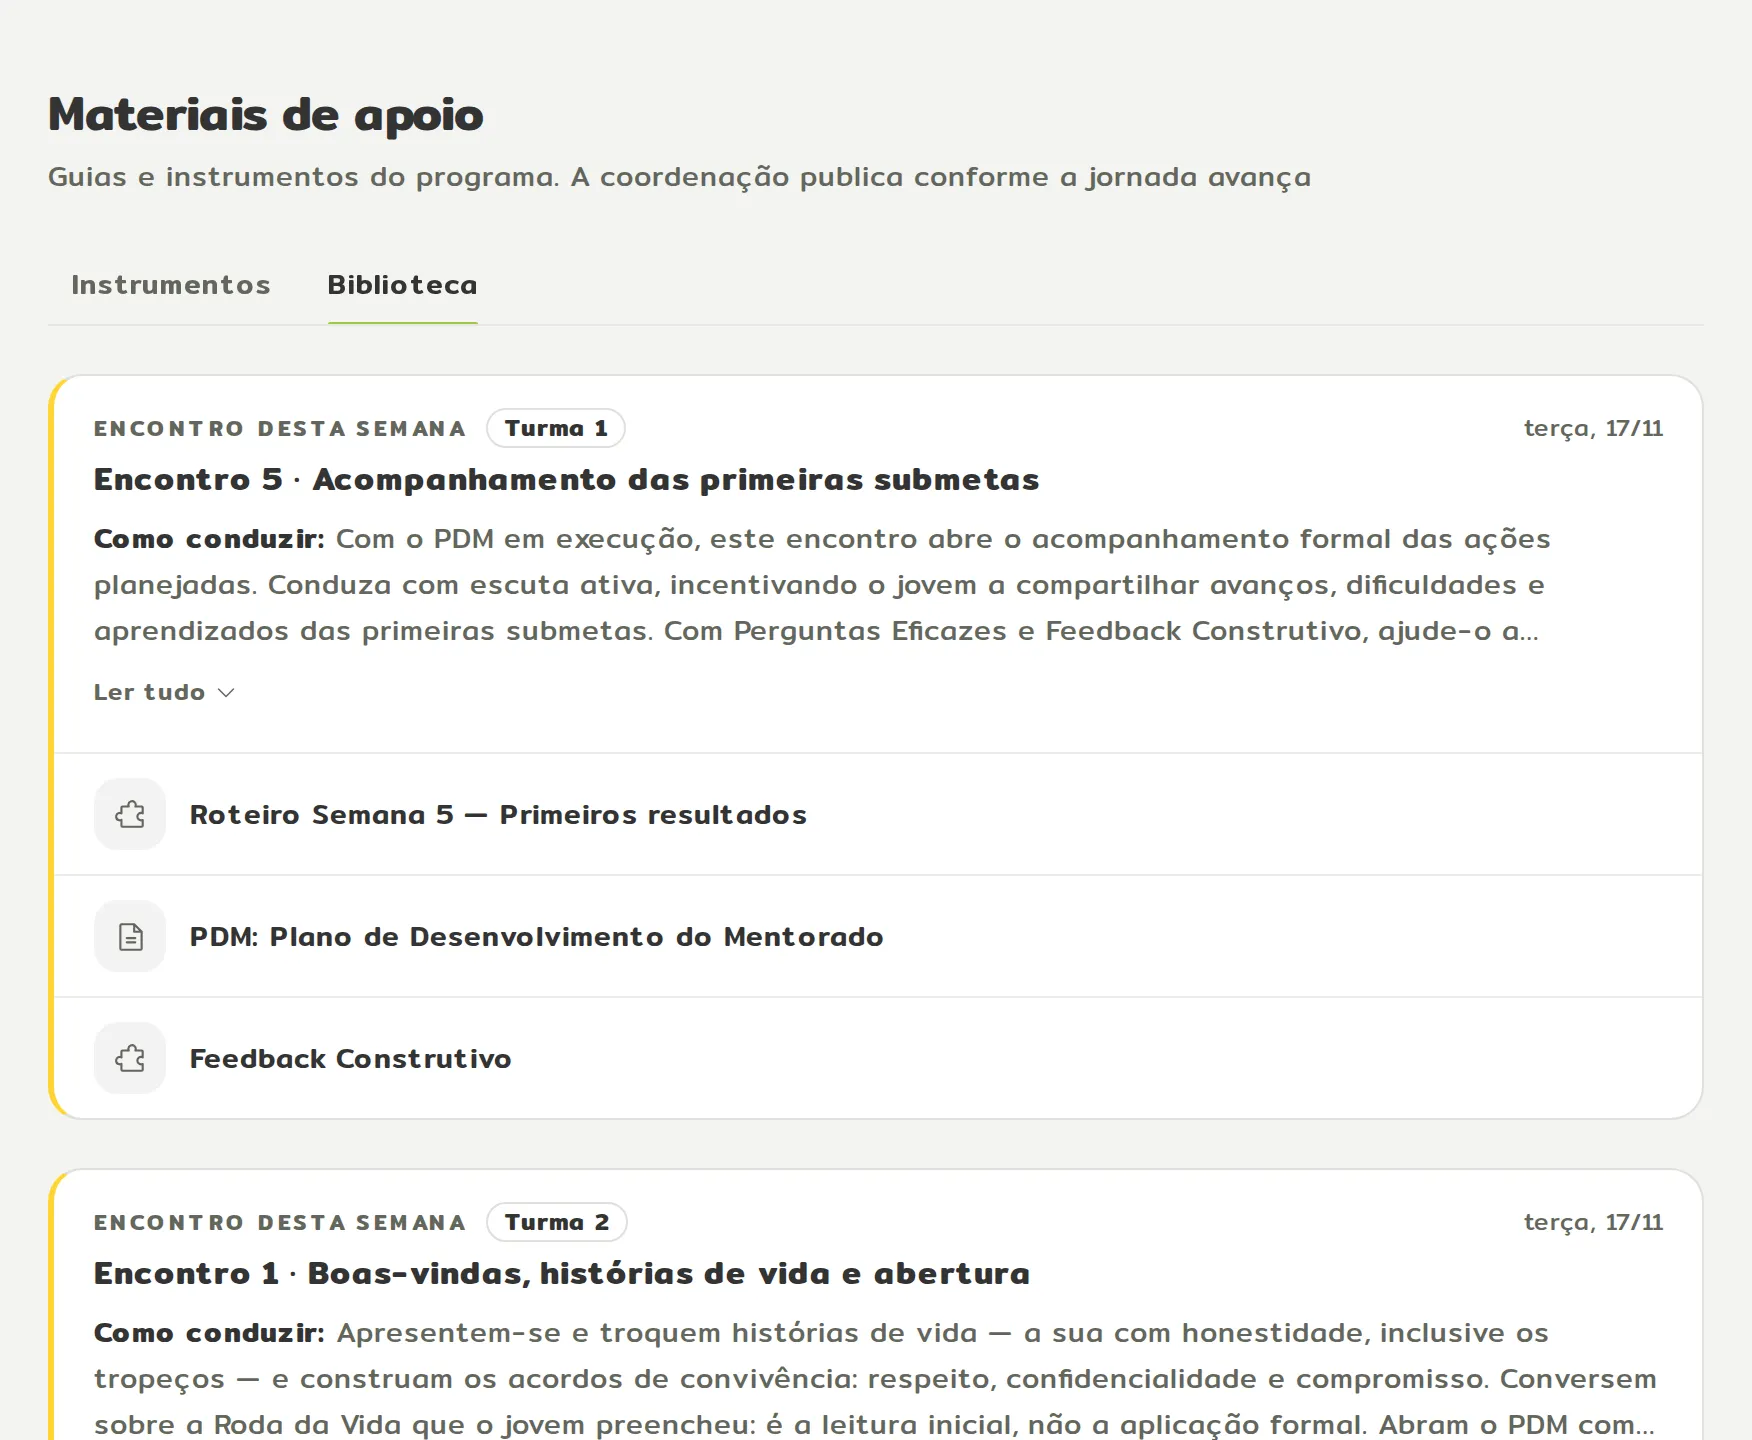 Materiais de apoio
Guias e instrumentos do programa. A coordenação publica conforme a jornada avança
Instrumentos
Biblioteca
ENCONTRO DESTA SEMANA Turma 1 terça, 17/11
Encontro 5 · Acompanhamento das primeiras submetas
Como conduzir: Com o PDM em execução, este encontro abre o acompanhamento formal das ações
planejadas. Conduza com escuta ativa, incentivando o jovem a compartilhar avanços, dificuldades e
aprendizados das primeiras submetas. Com Perguntas Eficazes e Feedback Construtivo, ajude-o a...
Ler tudo
Roteiro Semana 5 — Primeiros resultados
PDM: Plano de Desenvolvimento do Mentorado
Feedback Construtivo
ENCONTRO DESTA SEMANA Turma 2 terça, 17/11
Encontro 1 · Boas-vindas, histórias de vida e abertura
Como conduzir: Apresentem-se e troquem histórias de vida — a sua com honestidade, inclusive os
tropeços — e construam os acordos de convivência: respeito, confidencialidade e compromisso. Conversem
sobre a Roda da Vida que o jovem preencheu: é a leitura inicial, não a aplicação formal. Abram o PDM com...